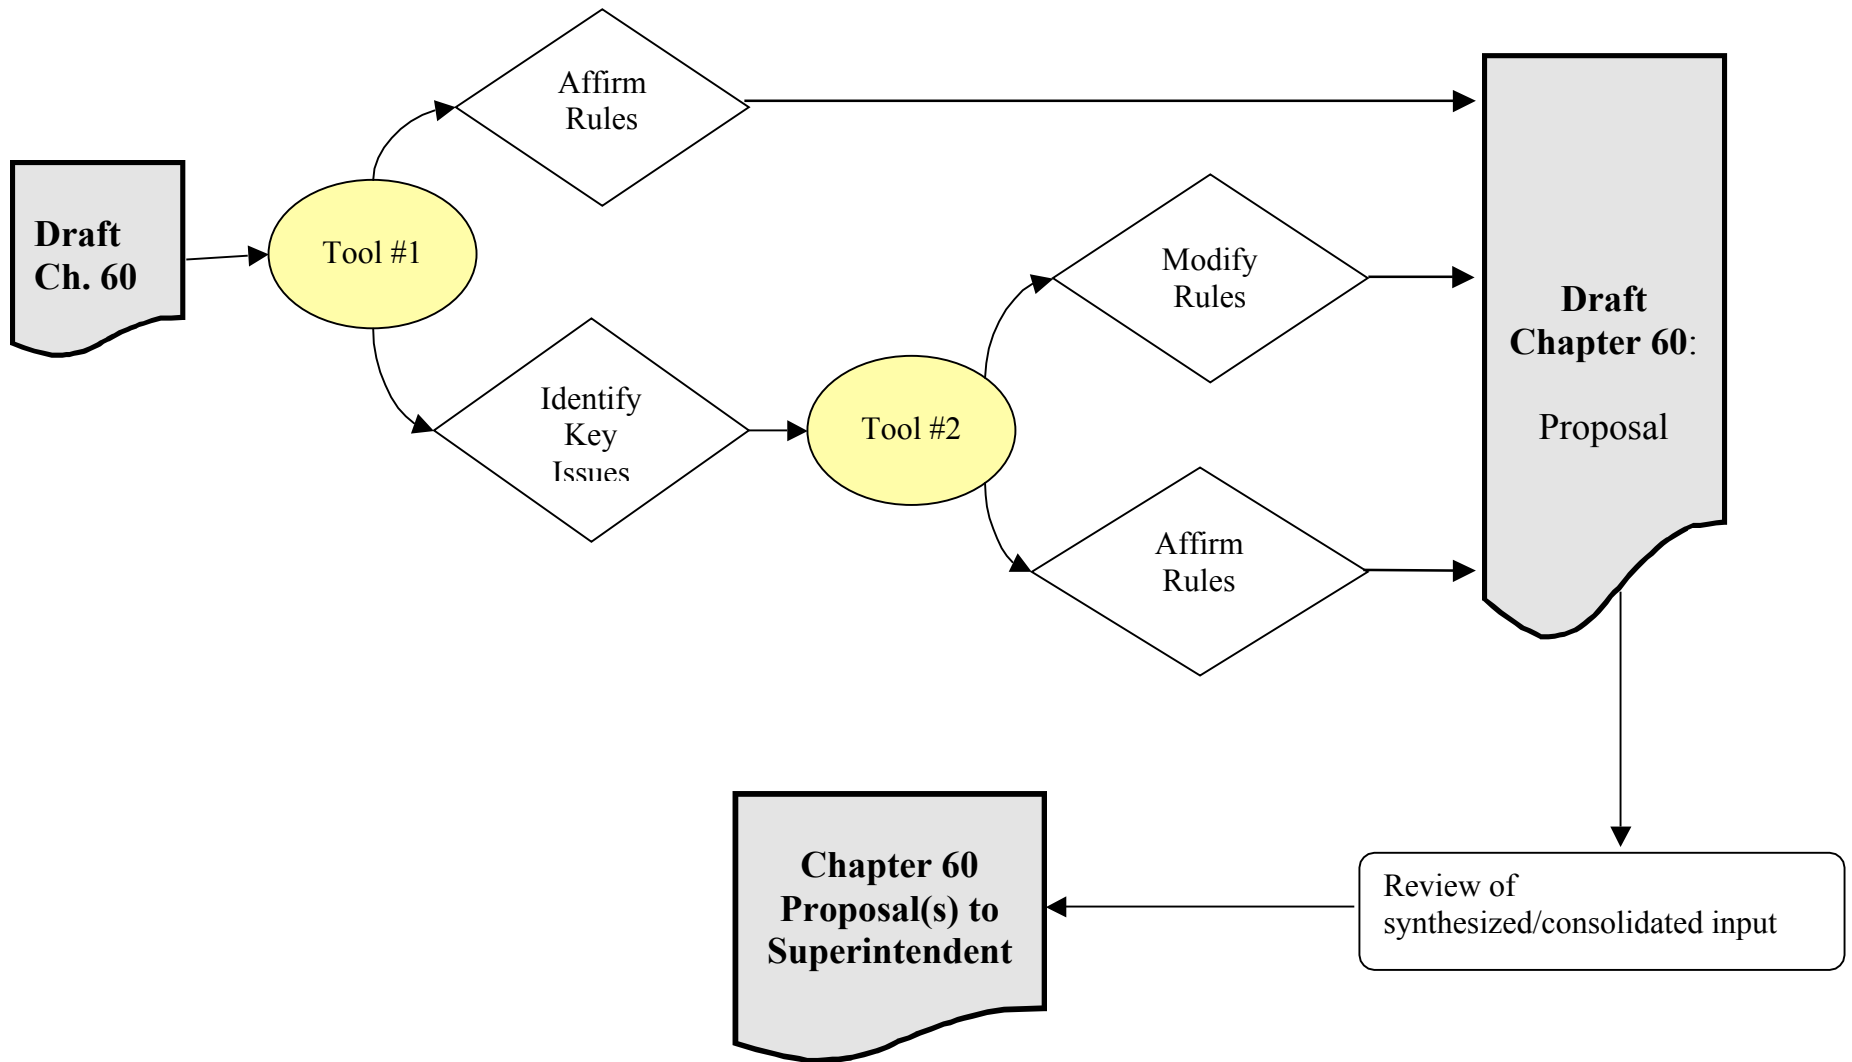 Affirm
Rules
Draft
Ch. 60
Tool #1
Identify
Key
Issues
Tool #2
Modify
Rules
Affirm
Rules
Draft
Chapter 60:
Proposal
Review of
synthesized/consolidated input
Chapter 60
Proposal(s) to
Superintendent